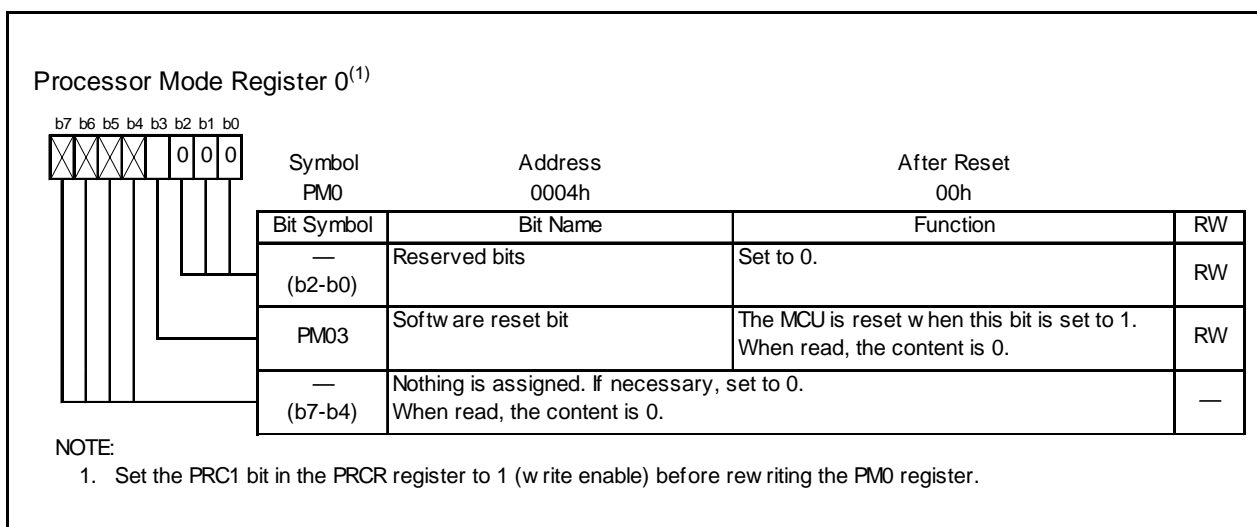 Processor Mode Register 0(1)
b7 b6 b5 b4 b3 b2 b1 b0
0 0 0
Symbol Address After Reset
PM0 0004h 00h
Bit Symbol Bit Name Function RW
— (b2-b0) Reserved bits Set to 0. RW
PM03 Software reset bit The MCU is reset when this bit is set to 1. When read, the content is 0. RW
— (b7-b4) Nothing is assigned. If necessary, set to 0. When read, the content is 0. —
NOTE:
1. Set the PRC1 bit in the PRCR register to 1 (write enable) before rewriting the PM0 register.